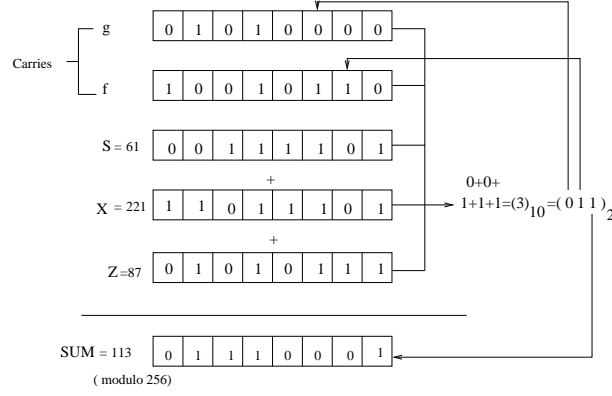 g 0 1 0 1 0 0 0 0
Carries
f 1 0 0 1 0 1 1 0
S = 61 0 0 1 1 1 1 0 1
+
0+0+
X = 221 1 1 0 1 1 1 0 1 1+1+1=(3)10=( 0 1 1 )2
+
Z=87 0 1 0 1 0 1 1 1
SUM = 113 0 1 1 1 0 0 0 1
( modulo 256)